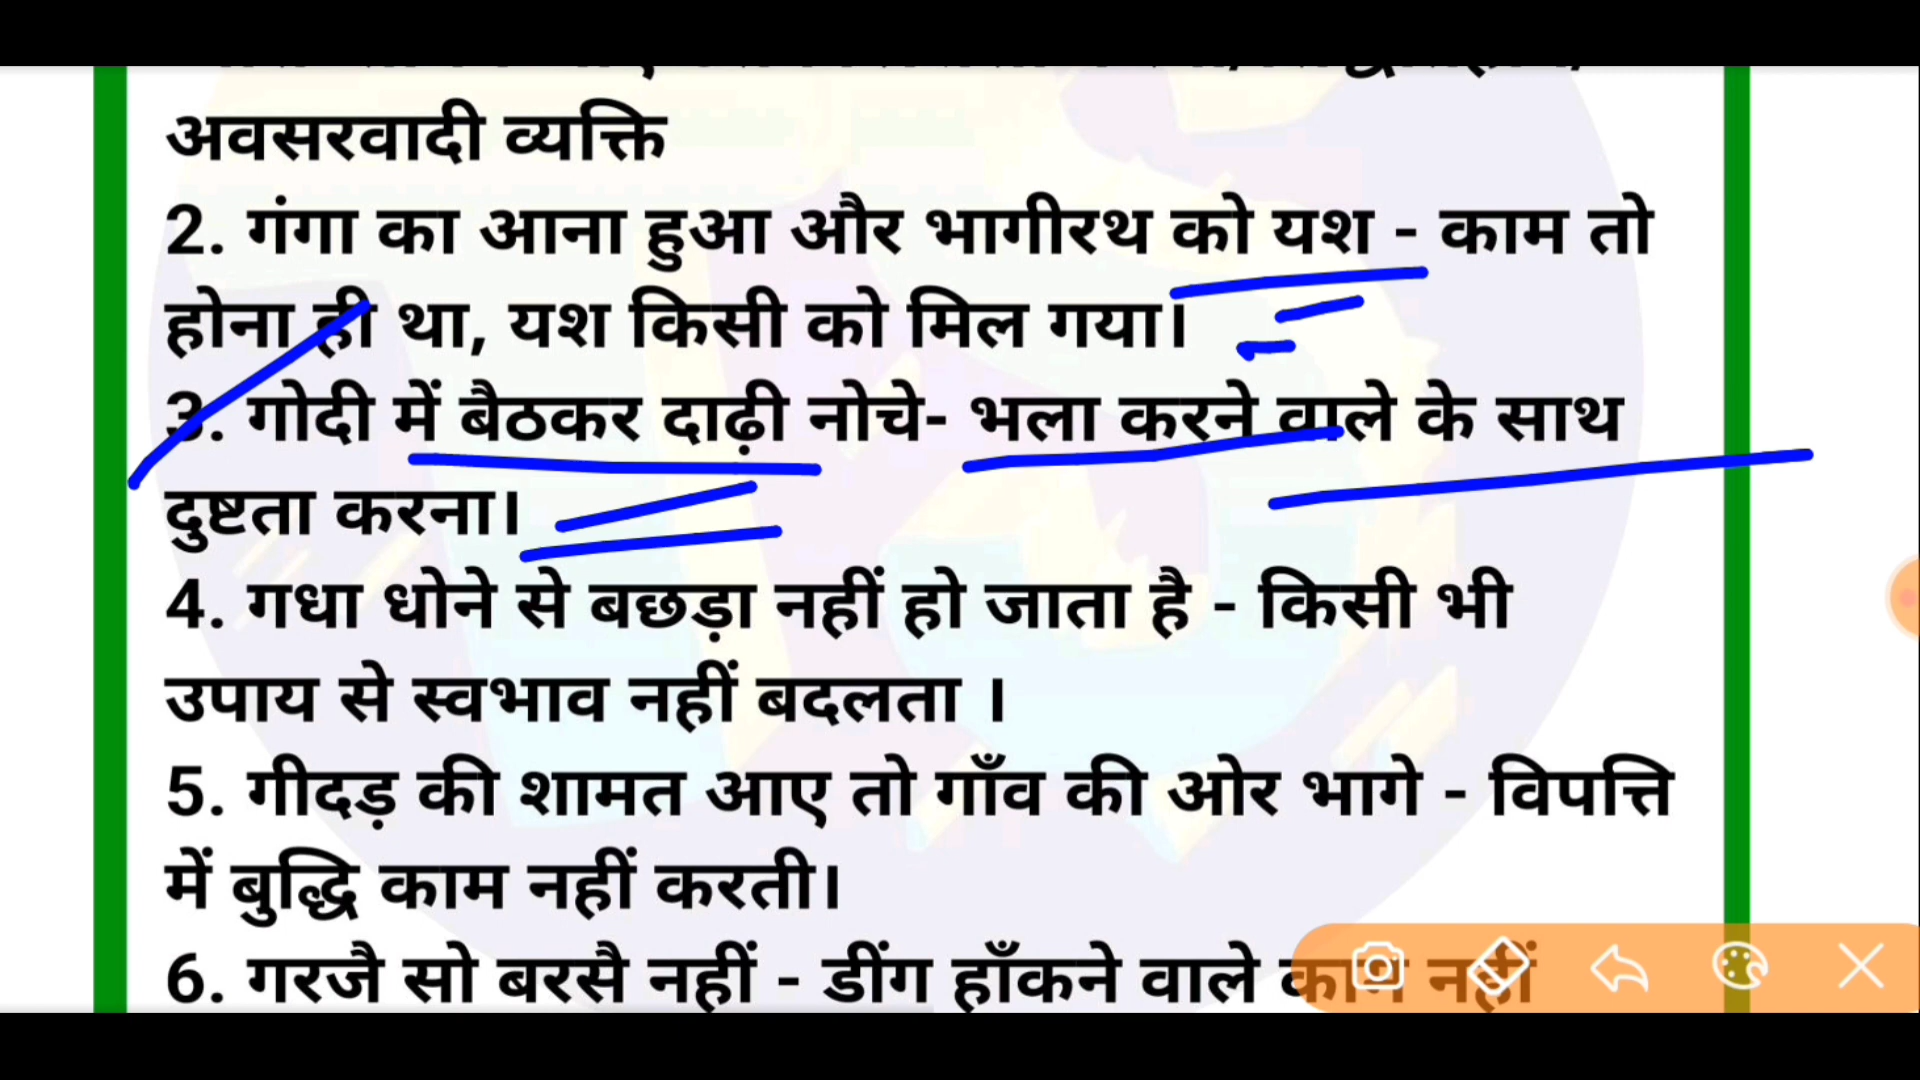 अवसरवादी व्यक्ति
2. गंगा का आना हुआ और भागीरथ को यश - काम तो
होना ही था, यश किसी को मिल गया।
3. गोदी में बैठकर दाढ़ी नोचे- भला करने वाले के साथ
दुष्टता करना।
4. गधा धोने से बछड़ा नहीं हो जाता है - किसी भी
उपाय से स्वभाव नहीं बदलता ।
5. गीदड़ की शामत आए तो गाँव की ओर भागे - विपत्ति
में बुद्धि काम नहीं करती।
6. गरजै सो बरसै नहीं - डींग हाँकने वाले काम नहीं